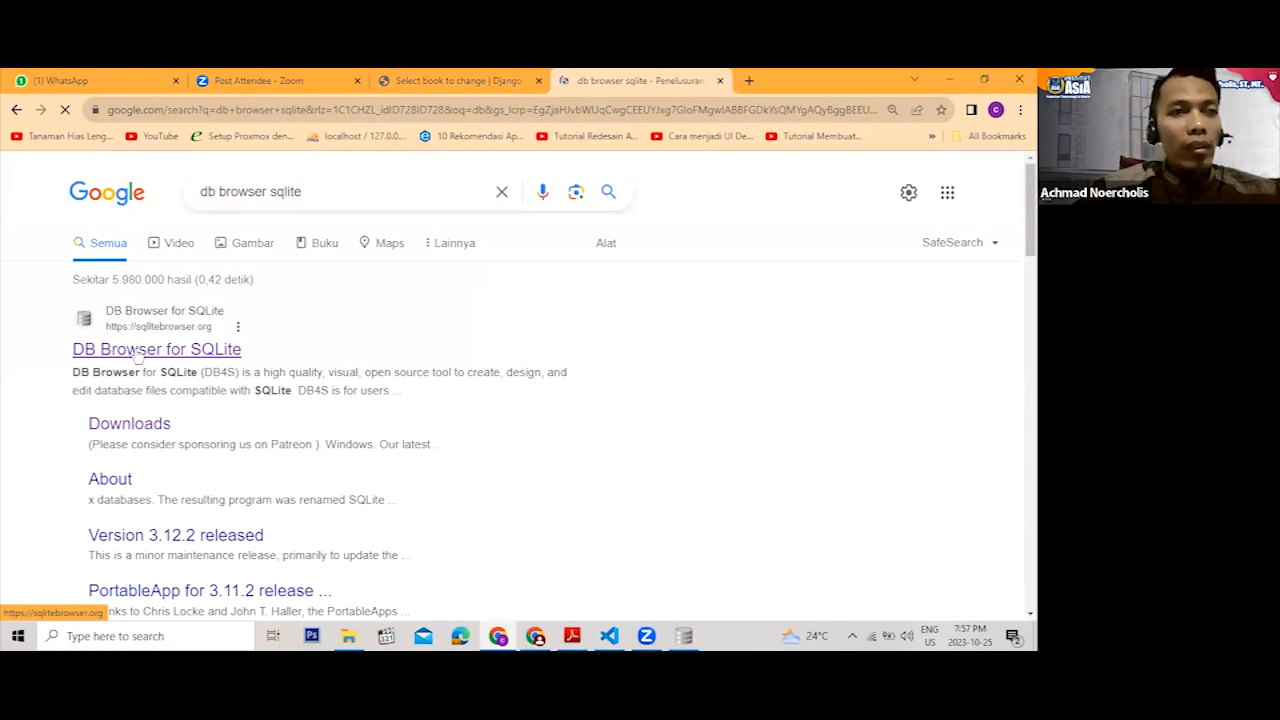 (1) WhatsApp
Post Attendee - Zoom
Select book to change | Django
db browser sqlite - Penelusuran
google.com/search?q=db+browser+sqlite&rlz=1C1CHZL_idID728ID728&oq=db&gs_lcrp=
Tanaman Hias Leng...
YouTube
Setup Proxmox den...
localhost / 127.0.0...
10 Rekomendasi Ap...
Tutorial Redesain A...
Cara menjadi UI De...
Tutorial Membuat...
»
All Bookmarks
ASIA
Achmad Noercholis
Google
db browser sqlite
Semua
Video
Gambar
Buku
Maps
Lainnya
Alat
SafeSearch
Sekitar 5.980.000 hasil (0,42 detik)
DB Browser for SQLite
https://sqlitebrowser.org
DB Browser for SQLite
DB Browser for SQLite (DB4S) is a high quality, visual, open source tool to create, design, and
edit database files compatible with SQLite. DB4S is for users ...
Downloads
(Please consider sponsoring us on Patreon ). Windows. Our latest ...
About
x databases. The resulting program was renamed SQLite ...
Version 3.12.2 released
This is a minor maintenance release, primarily to update the ...
PortableApp for 3.11.2 release ...
nks to Chris Locke and John T. Haller, the PortableApps ...
https://sqlitebrowser.org
Type here to search
Ps
24°C
ENG
US
7:57 PM
2023-10-25
2